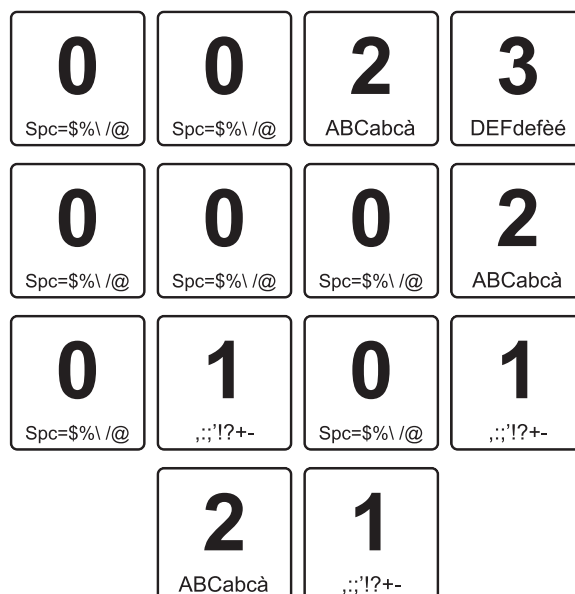 0 0 2 3
Spc=$%\ /@ Spc=$%\ /@ ABCabcà DEFdefèé
0 0 0 2
Spc=$%\ /@ Spc=$%\ /@ Spc=$%\ /@ ABCabcà
0 1 0 1
Spc=$%\ /@ ,:;'!?+- Spc=$%\ /@ ,:;'!?+-
2 1
ABCabcà ,:;'!?+-